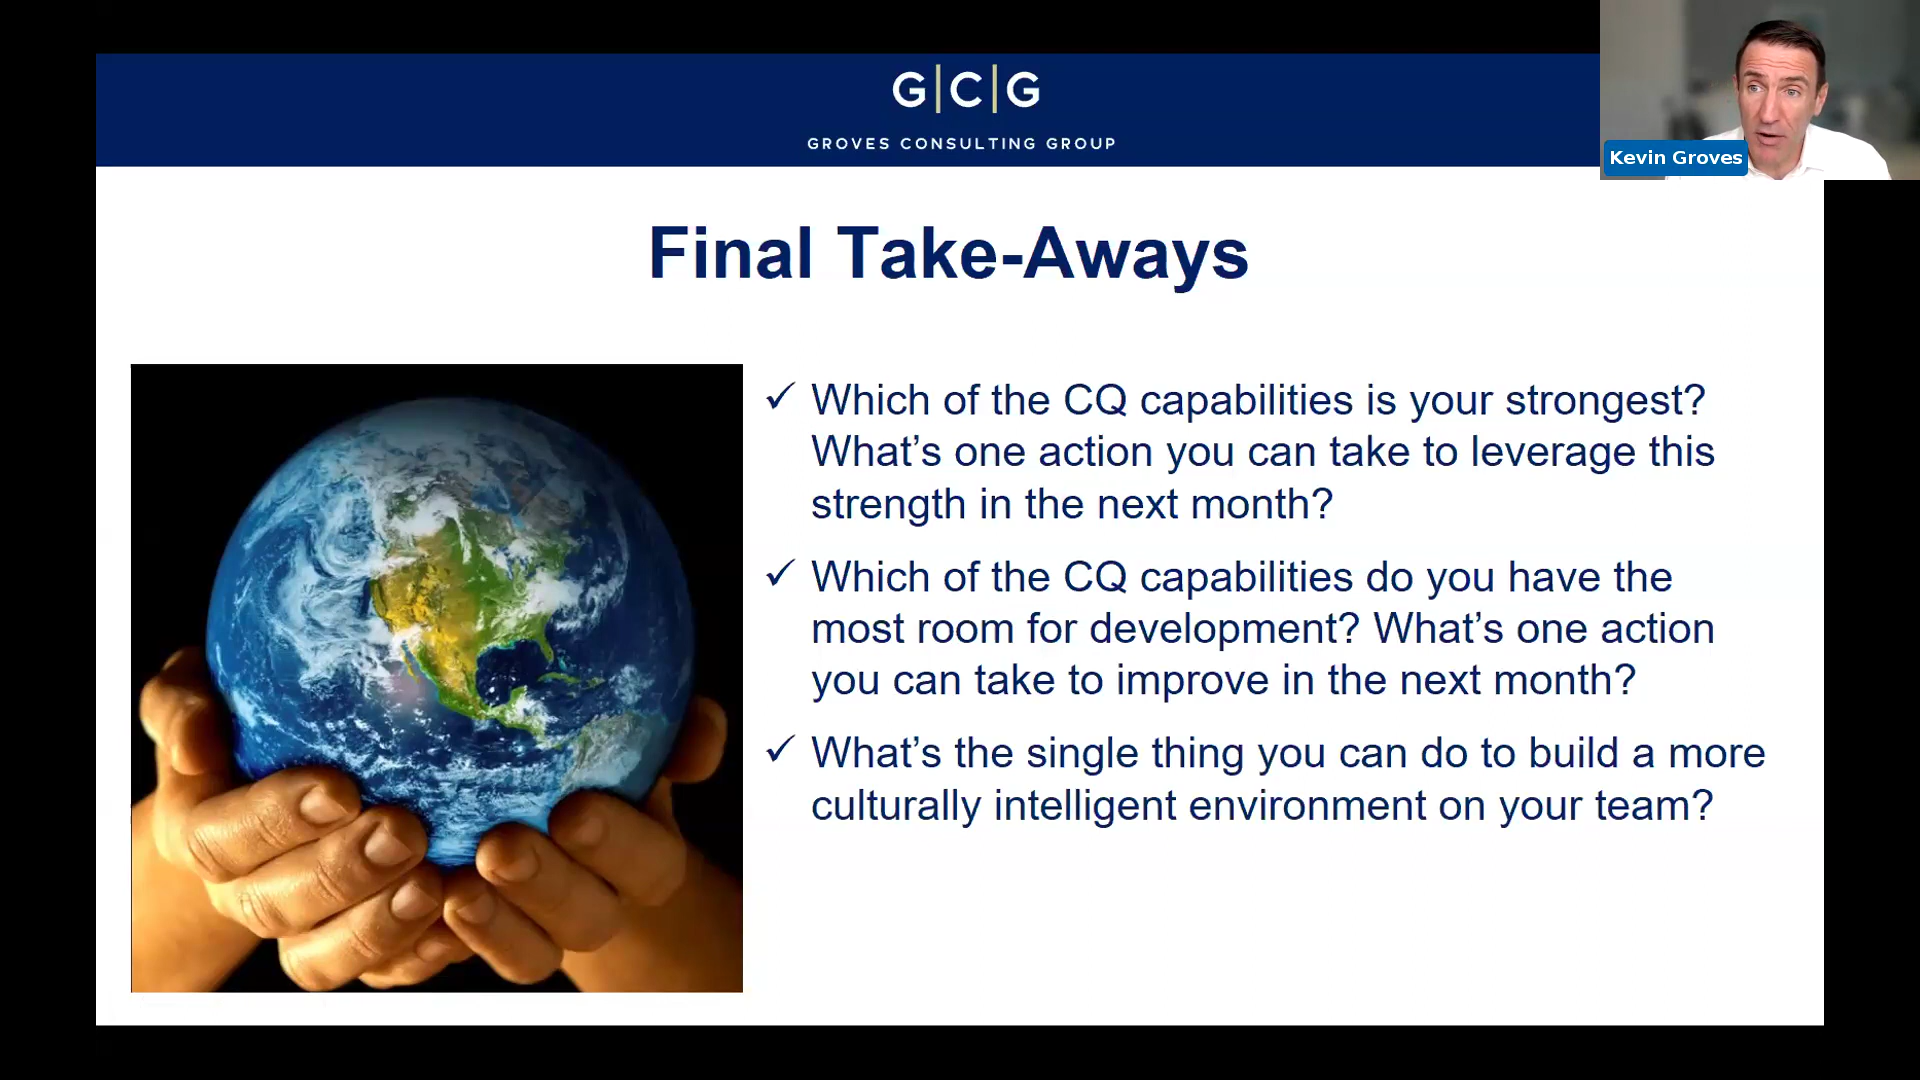 G|C|G
GROVES CONSULTING GROUP
Kevin Groves
Final Take-Aways
✓ Which of the CQ capabilities is your strongest?
What’s one action you can take to leverage this
strength in the next month?
✓ Which of the CQ capabilities do you have the
most room for development? What’s one action
you can take to improve in the next month?
✓ What’s the single thing you can do to build a more
culturally intelligent environment on your team?